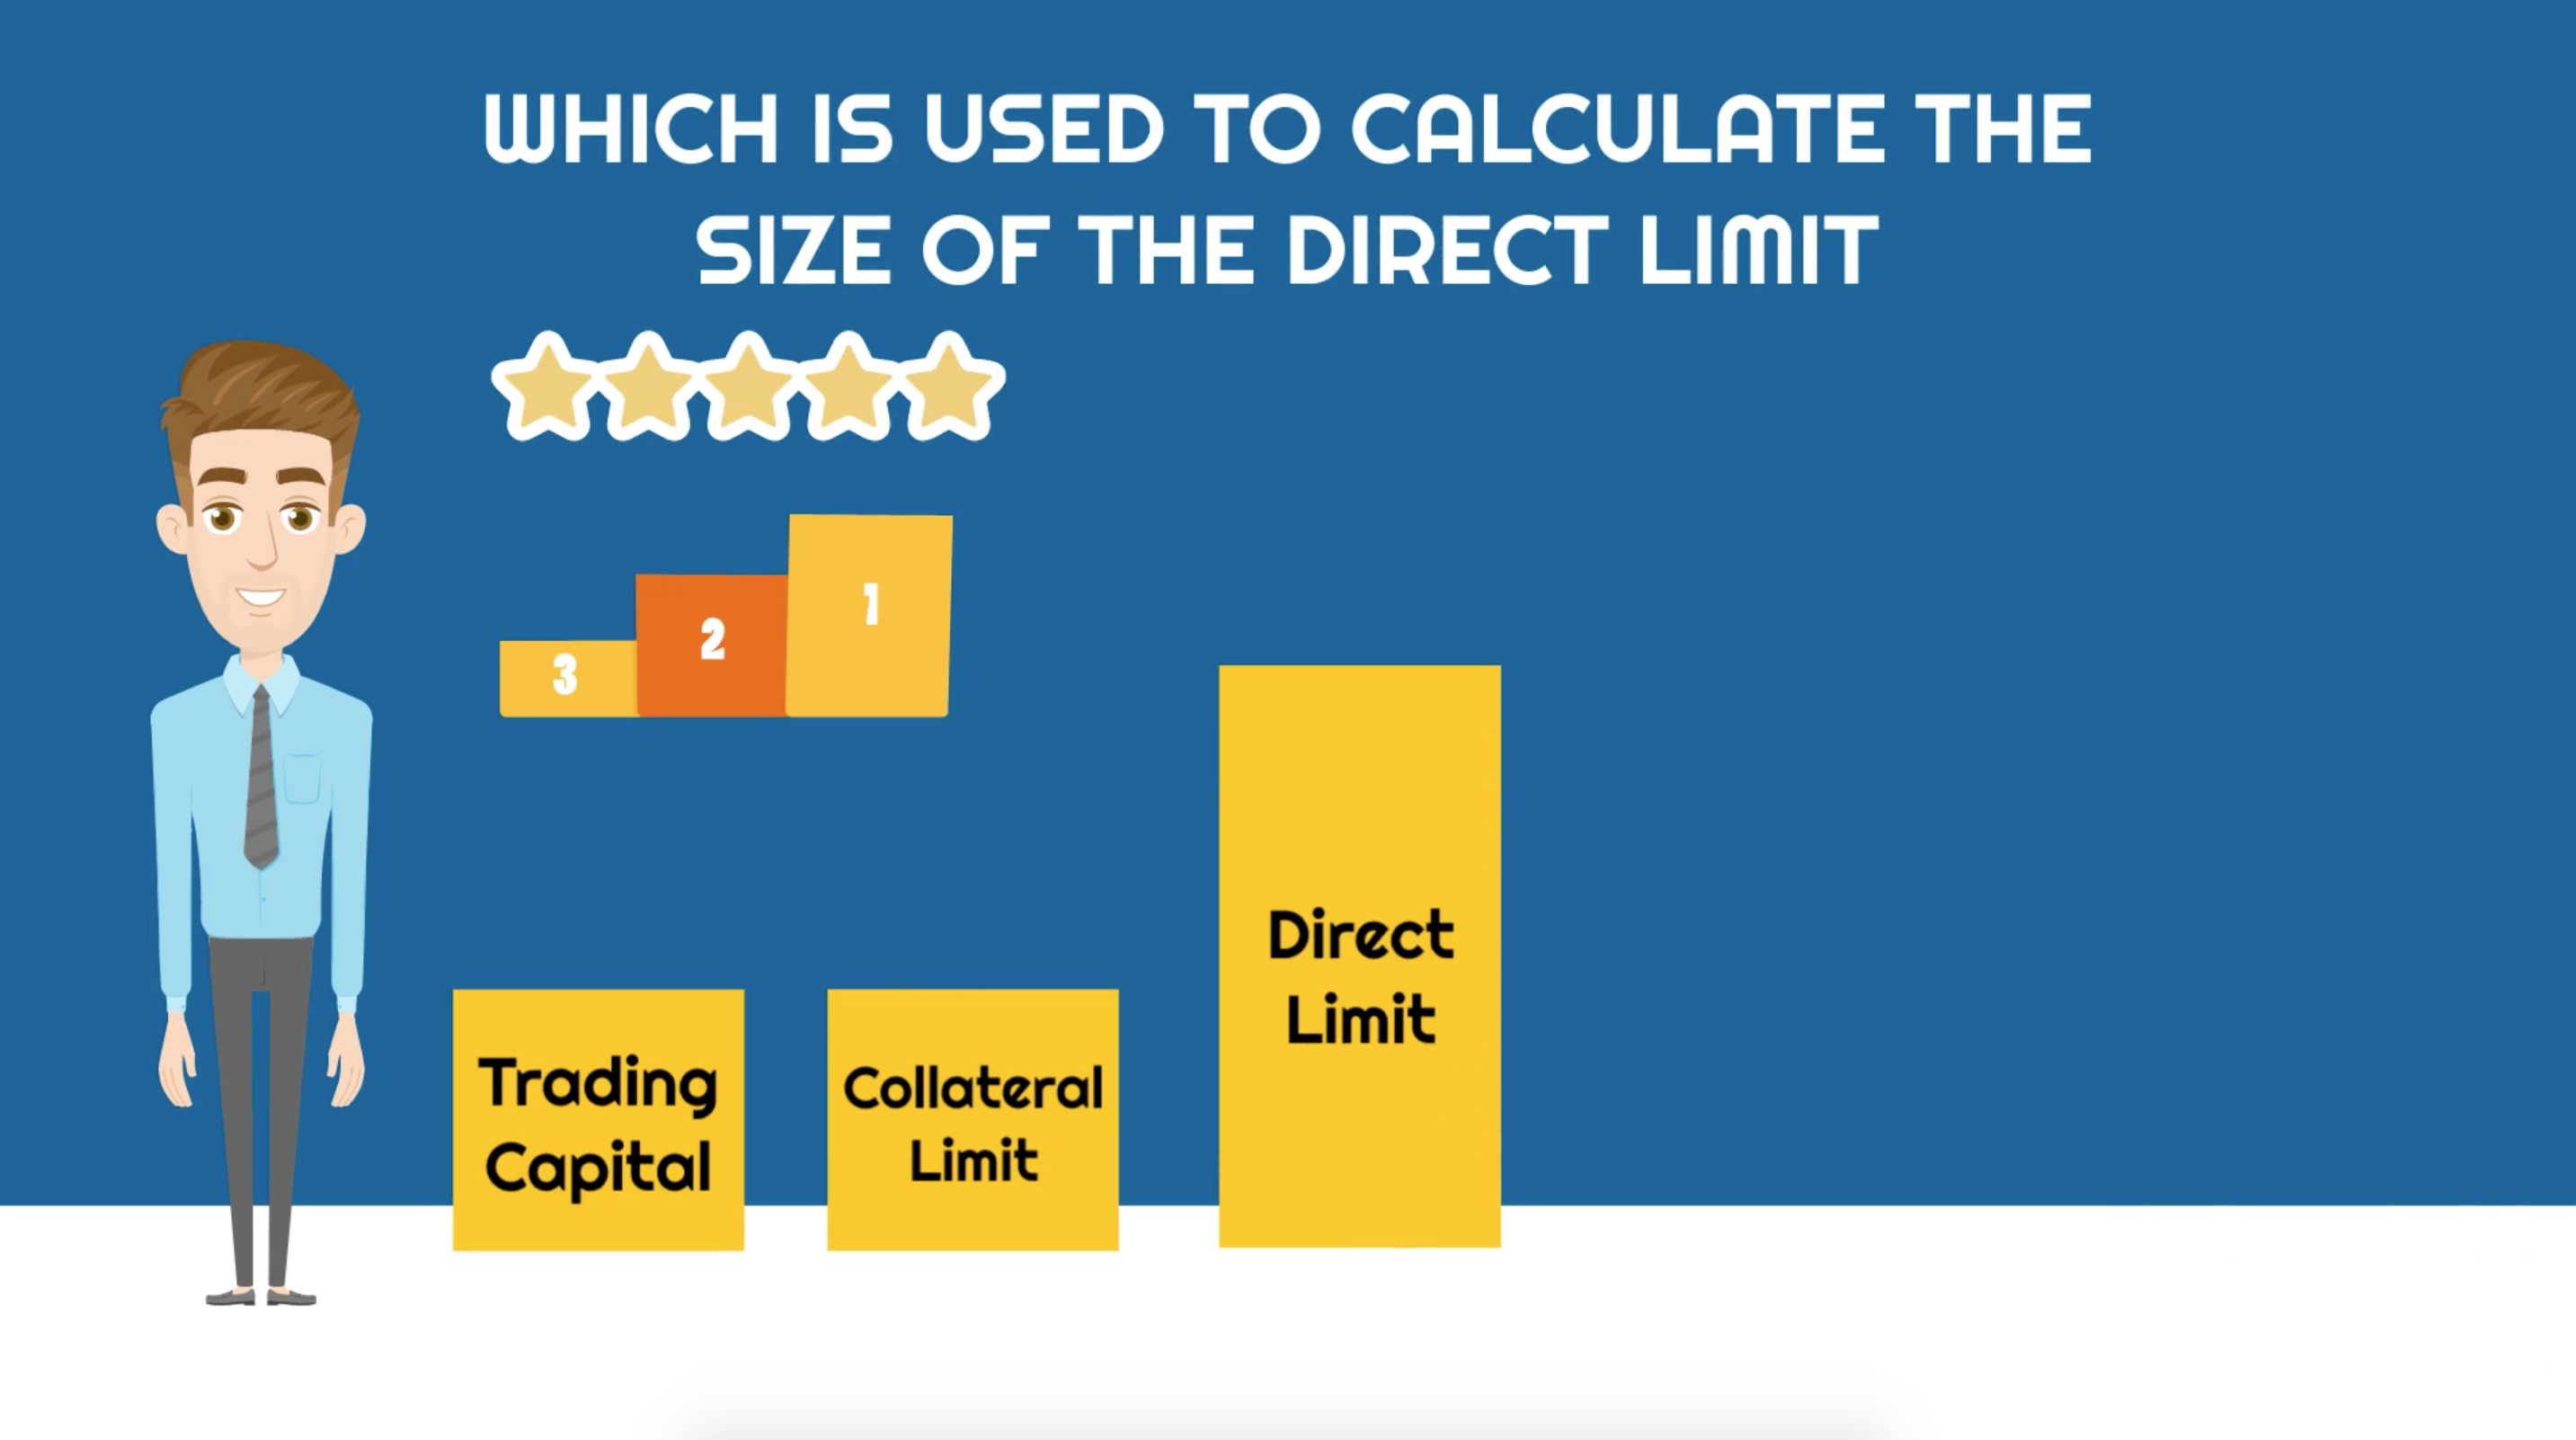 WHICH IS USED TO CALCULATE THE
SIZE OF THE DIRECT LIMIT
3
2
1
Trading
Capital
Collateral
Limit
Direct
Limit